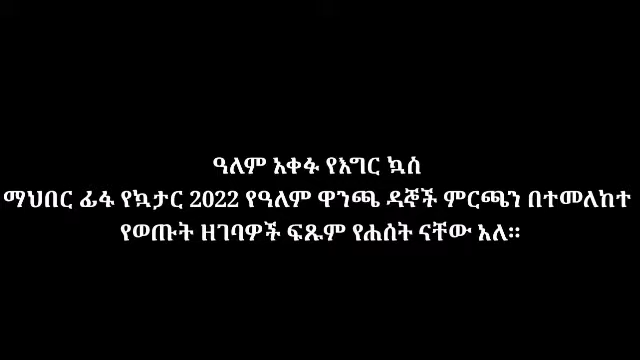 ዓለም አቀፉ የእግር ኳስ
ማህበር ፊፋ የኳታር 2022 የዓለም ዋንጫ ዳኞች ምርጫን በተመለከተ
የወጡት ዘገባዎች ፍጹም የሐሰት ናቸው አለ።